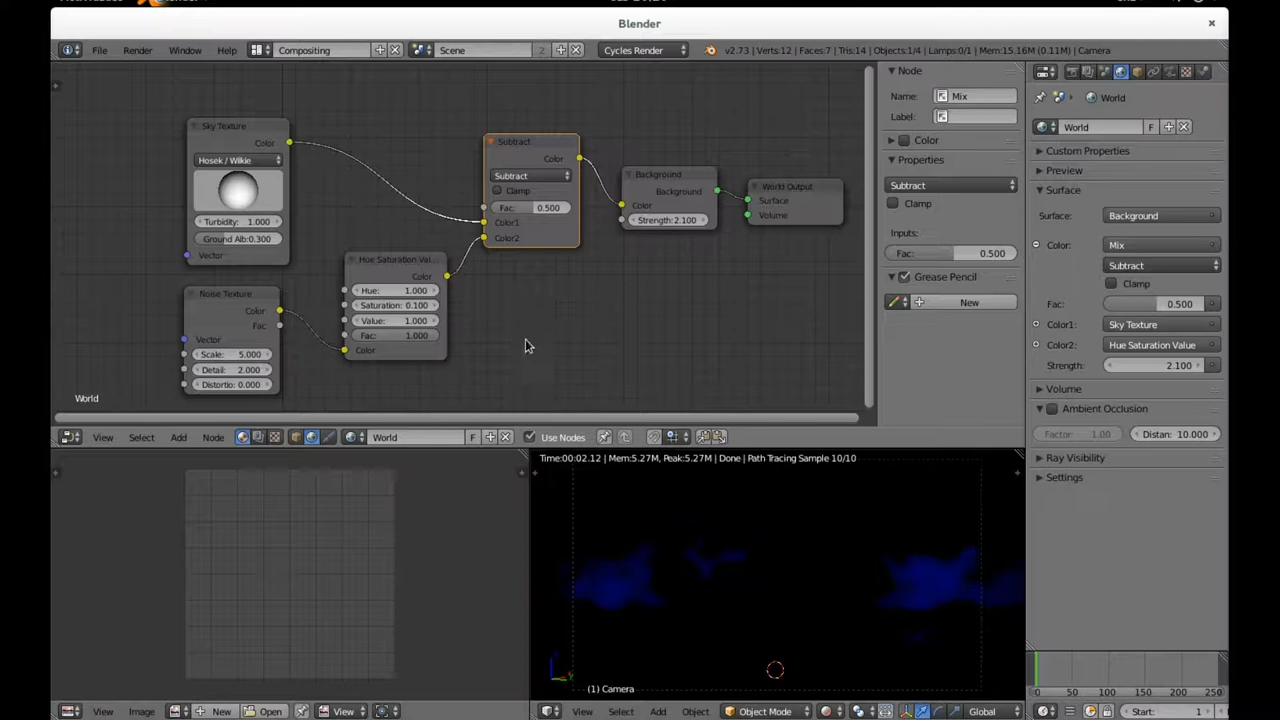 Blender
File Render Window Help Compositing Scene 2 Cycles Render v2.73 | Verts:12 | Faces:7 | Tris:14 | Objects:1/4 | Lamps:0/1 | Mem:15.16M (0.11M) | Camera
Sky Texture
Color
Hosek / Wilkie
Turbidity: 1.000
Ground Alb:0.300
Vector
Noise Texture
Color
Fac
Vector
Scale: 5.000
Detail: 2.000
Distortio: 0.000
Hue Saturation Val...
Color
Hue: 1.000
Saturation: 0.100
Value: 1.000
Fac: 1.000
Color
Subtract
Color
Subtract
Clamp
Fac: 0.500
Color1
Color2
Background
Background
Color
Strength:2.100
World Output
Surface
Volume
World
Node
Name: Mix
Label:
Color
Properties
Subtract
Clamp
Inputs:
Fac: 0.500
Grease Pencil
New
World
World F
Custom Properties
Preview
Surface
Surface: Background
Color: Mix
Subtract
Clamp
Fac: 0.500
Color1: Sky Texture
Color2: Hue Saturation Value
Strength: 2.100
Volume
Ambient Occlusion
Factor: 1.00 Distan: 10.000
Ray Visibility
Settings
View Select Add Node World F Use Nodes
Time:00:02.12 | Mem:5.27M, Peak:5.27M | Done | Path Tracing Sample 10/10
(1) Camera
0 50 100 150 200 250
View Image New Open View
View Select Add Object Object Mode Global
Start: 1